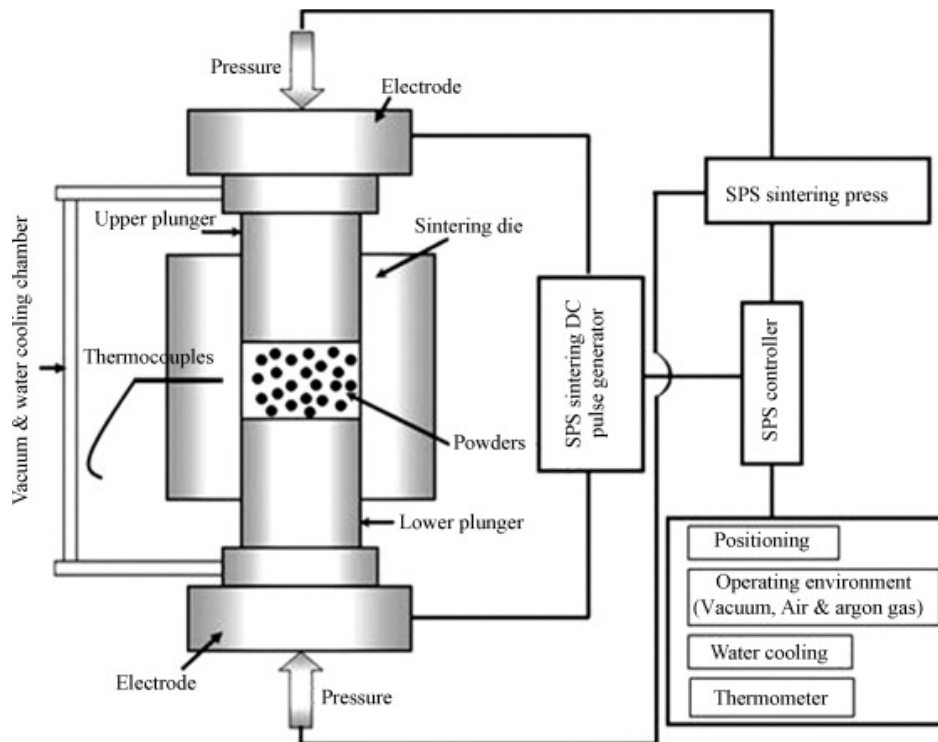 Pressure
Electrode
SPS sintering press
Upper plunger
Sintering die
Vacuum & water cooling chamber
Thermocouples
SPS sintering DC
pulse generator
SPS controller
Powders
Lower plunger
Positioning
Operating environment
(Vacuum, Air & argon gas)
Water cooling
Thermometer
Electrode
Pressure